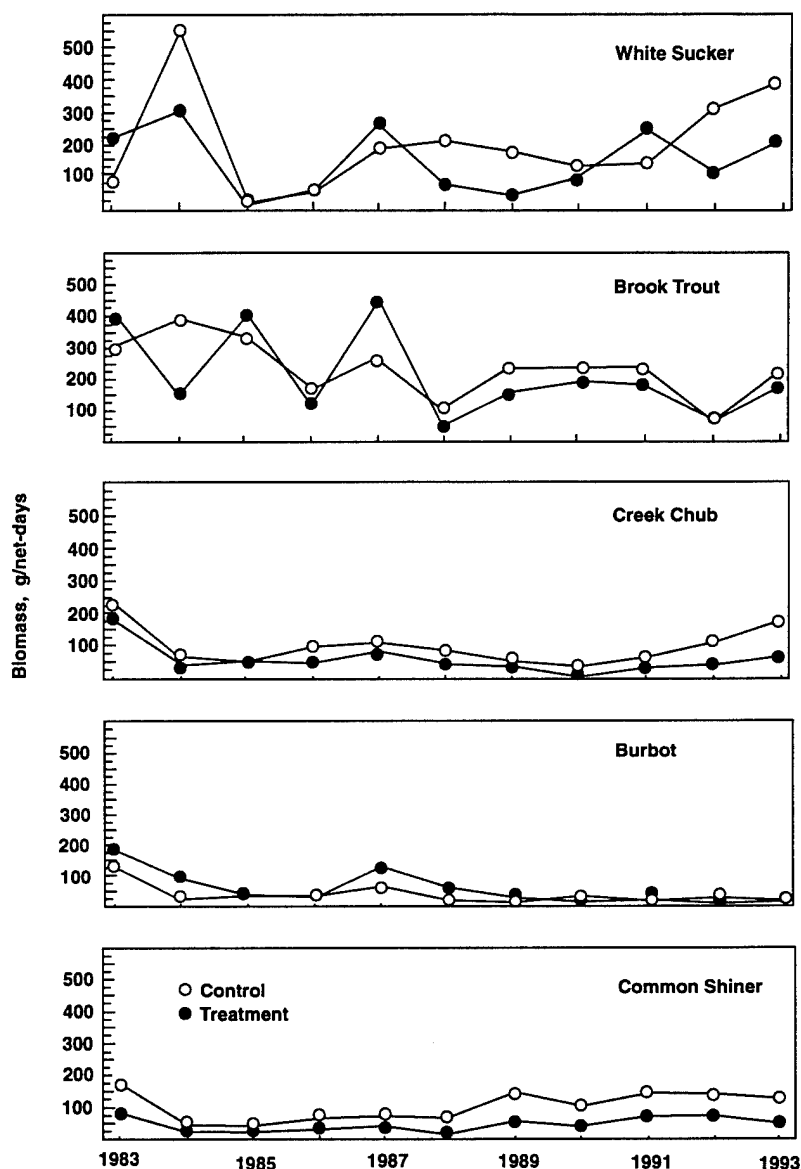 White Sucker
500
400
300
200
100
Brook Trout
500
400
300
200
100
Biomass, g/net-days
Creek Chub
500
400
300
200
100
Burbot
500
400
300
200
100
Common Shiner
Control
Treatment
500
400
300
200
100
1983 1985 1987 1989 1991 1993